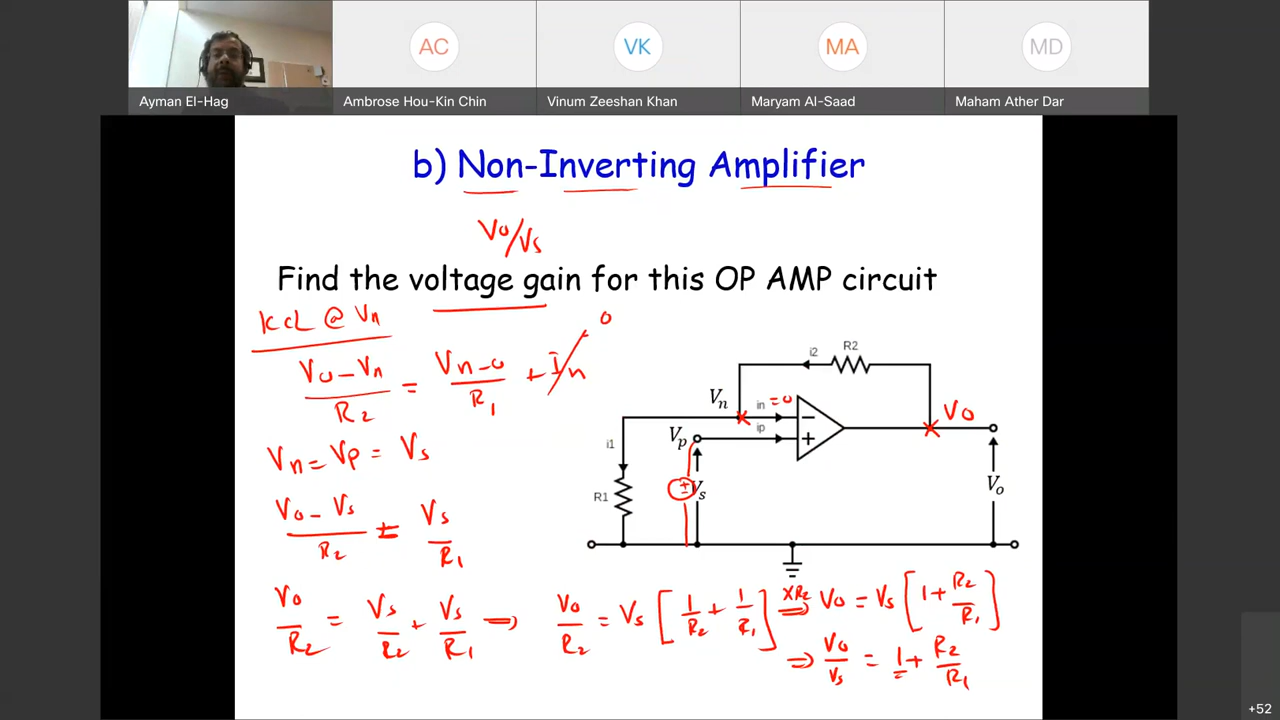 AC
VK
MA
MD
Ayman El-Hag
Ambrose Hou-Kin Chin
Vinum Zeeshan Khan
Maryam Al-Saad
Maham Ather Dar
b) Non-Inverting Amplifier
Vo/Vs
Find the voltage gain for this OP AMP circuit
KCL @ Vn
(Vo - Vn)/R2 = (Vn - 0)/R1 + In 0
Vn = Vp = Vs
(Vo - Vs)/R2 = Vs/R1
Vo/R2 = Vs/R2 + Vs/R1 ⇒ Vo/R2 = Vs [1/R2 + 1/R1] xR2 ⇒ Vo = Vs [1 + R2/R1]
⇒ Vo/Vs = 1 + R2/R1
i2
R2
Vn
in = 0
Vo
Vp
ip
i1
R1
± Vs
Vo
+52